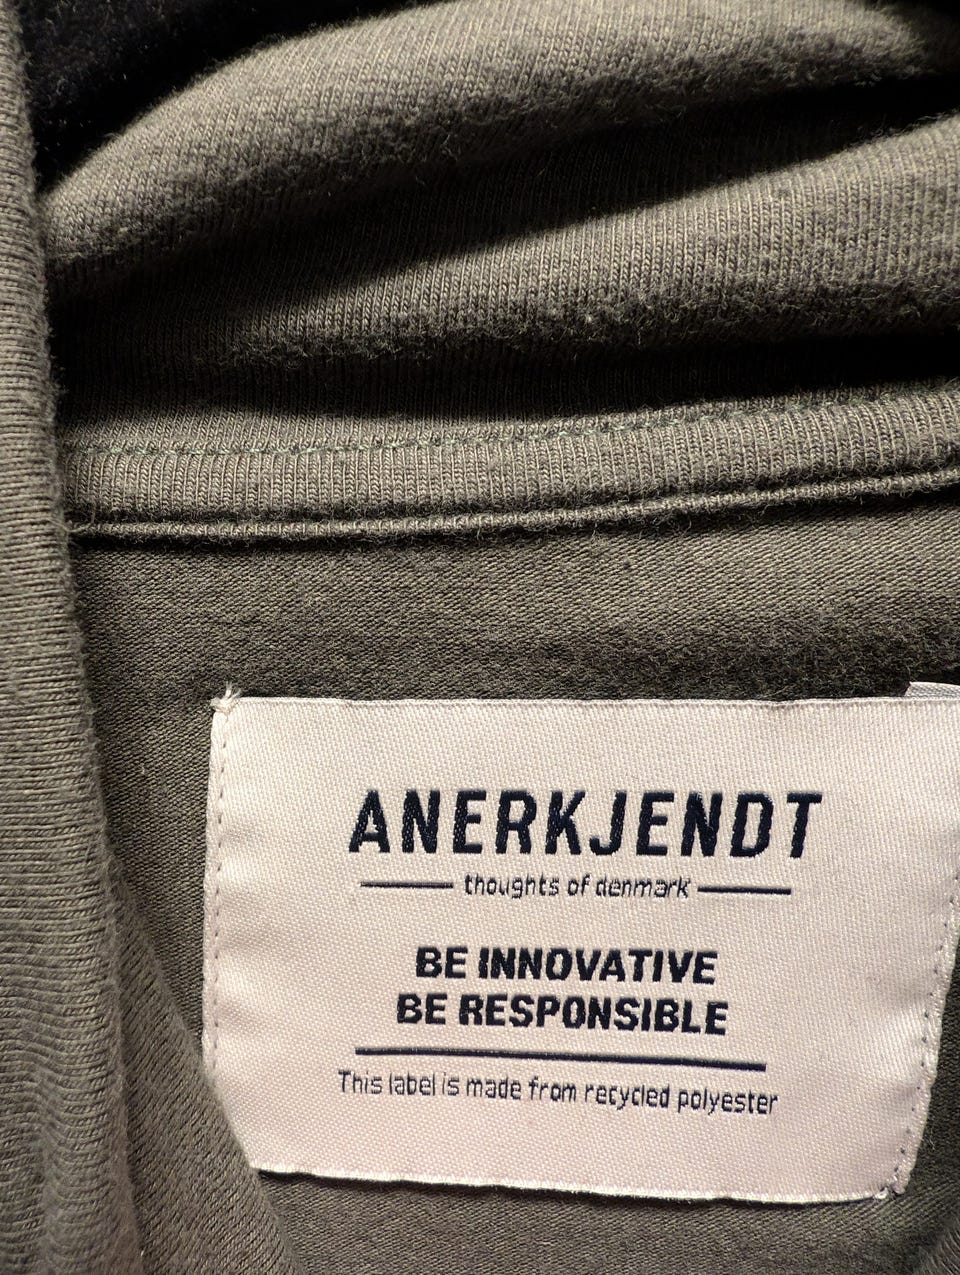 ANERKJENDT
thoughts of denmark
BE INNOVATIVE
BE RESPONSIBLE
This label is made from recycled polyester